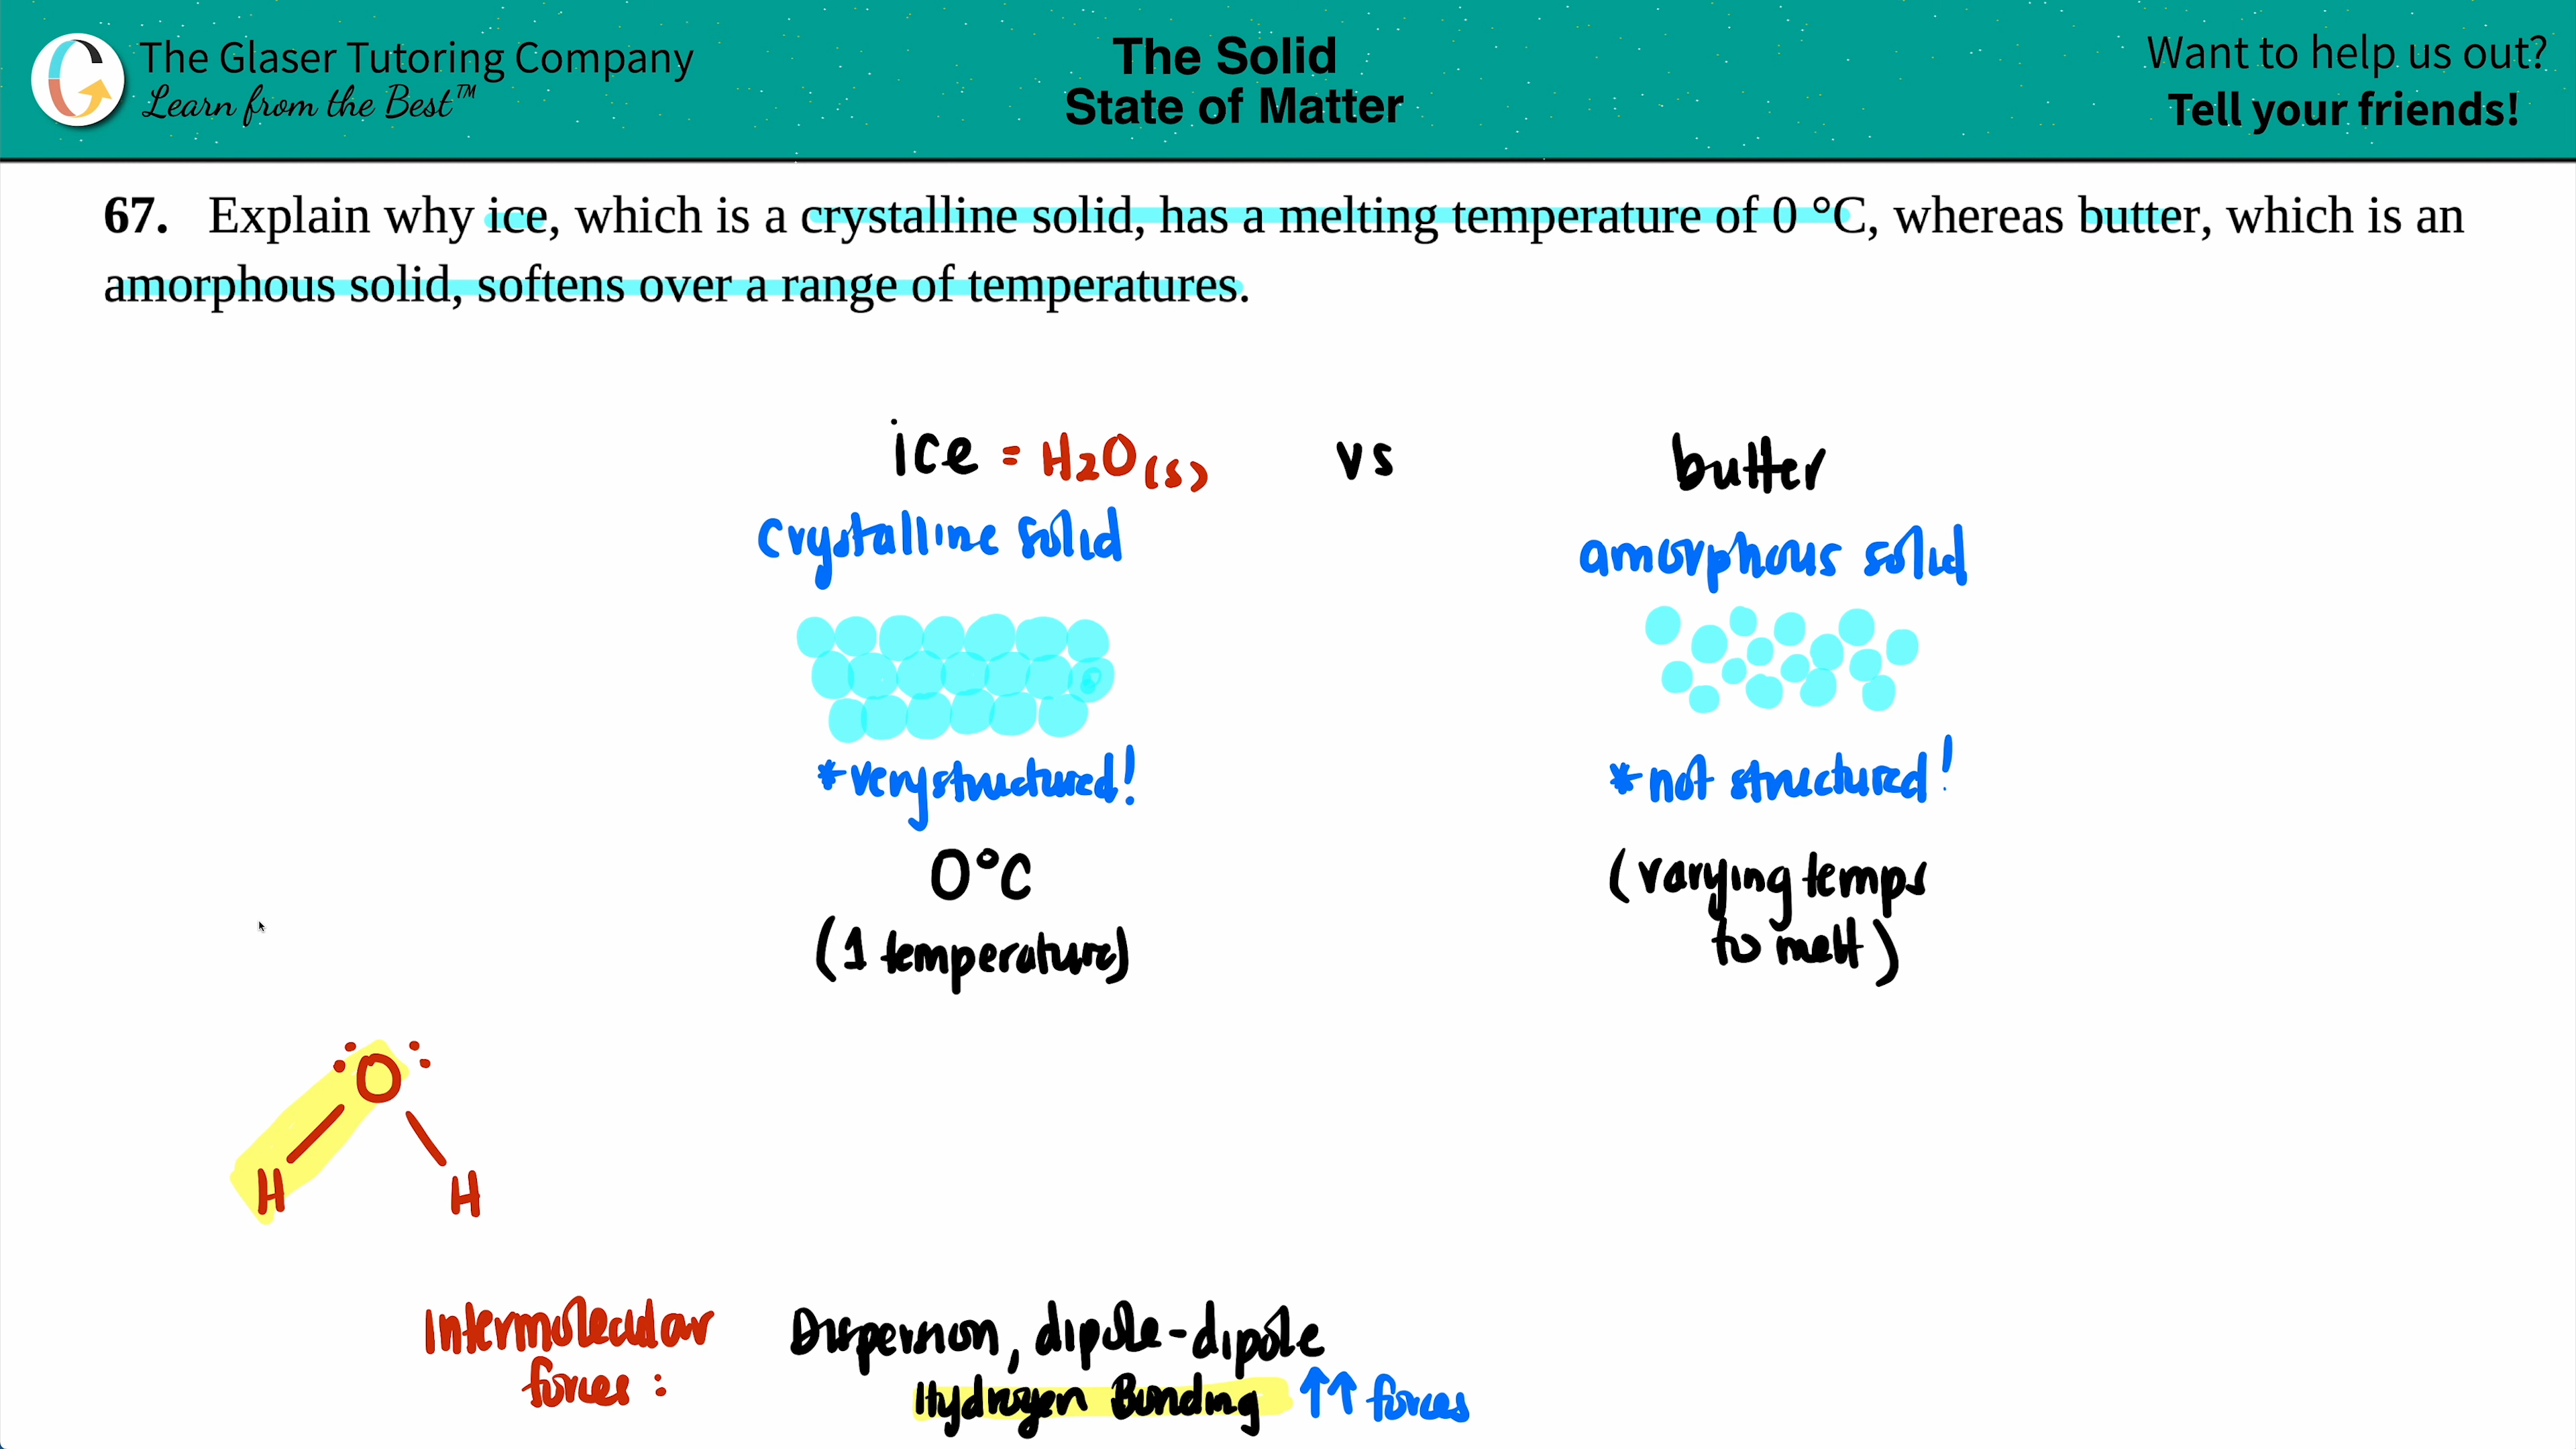 The Glaser Tutoring Company
Learn from the Best™
The Solid
State of Matter
Want to help us out?
Tell your friends!
67. Explain why ice, which is a crystalline solid, has a melting temperature of 0 °C, whereas butter, which is an
amorphous solid, softens over a range of temperatures.
ice = H₂O(s) vs butter
crystalline solid
amorphous solid
*very structured!
*not structured!
0°C
(1 temperature)
(varying temps
to melt)
O
H H
Intermolecular
forces:
Dispersion, dipole-dipole
Hydrogen Bonding ↑↑ forces